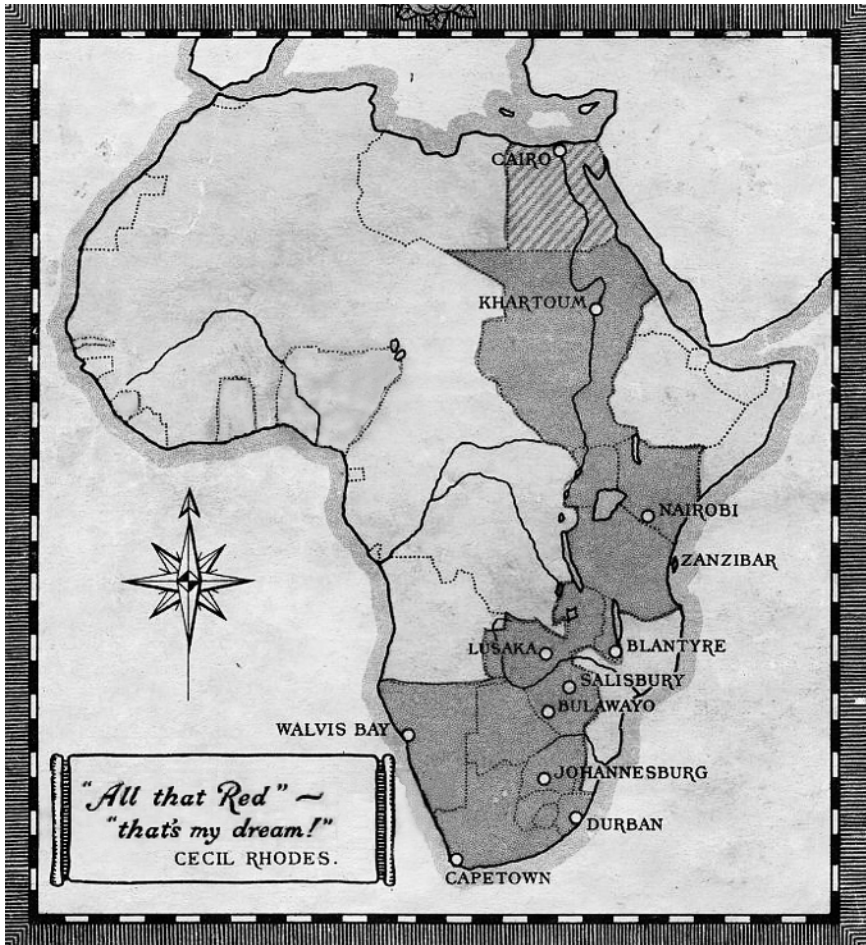 CAIRO
KHARTOUM
NAIROBI
ZANZIBAR
LUSAKA
BLANTYRE
SALISBURY
BULAWAYO
WALVIS BAY
JOHANNESBURG
DURBAN
CAPETOWN
"All that Red" ~
"that's my dream!"
CECIL RHODES.